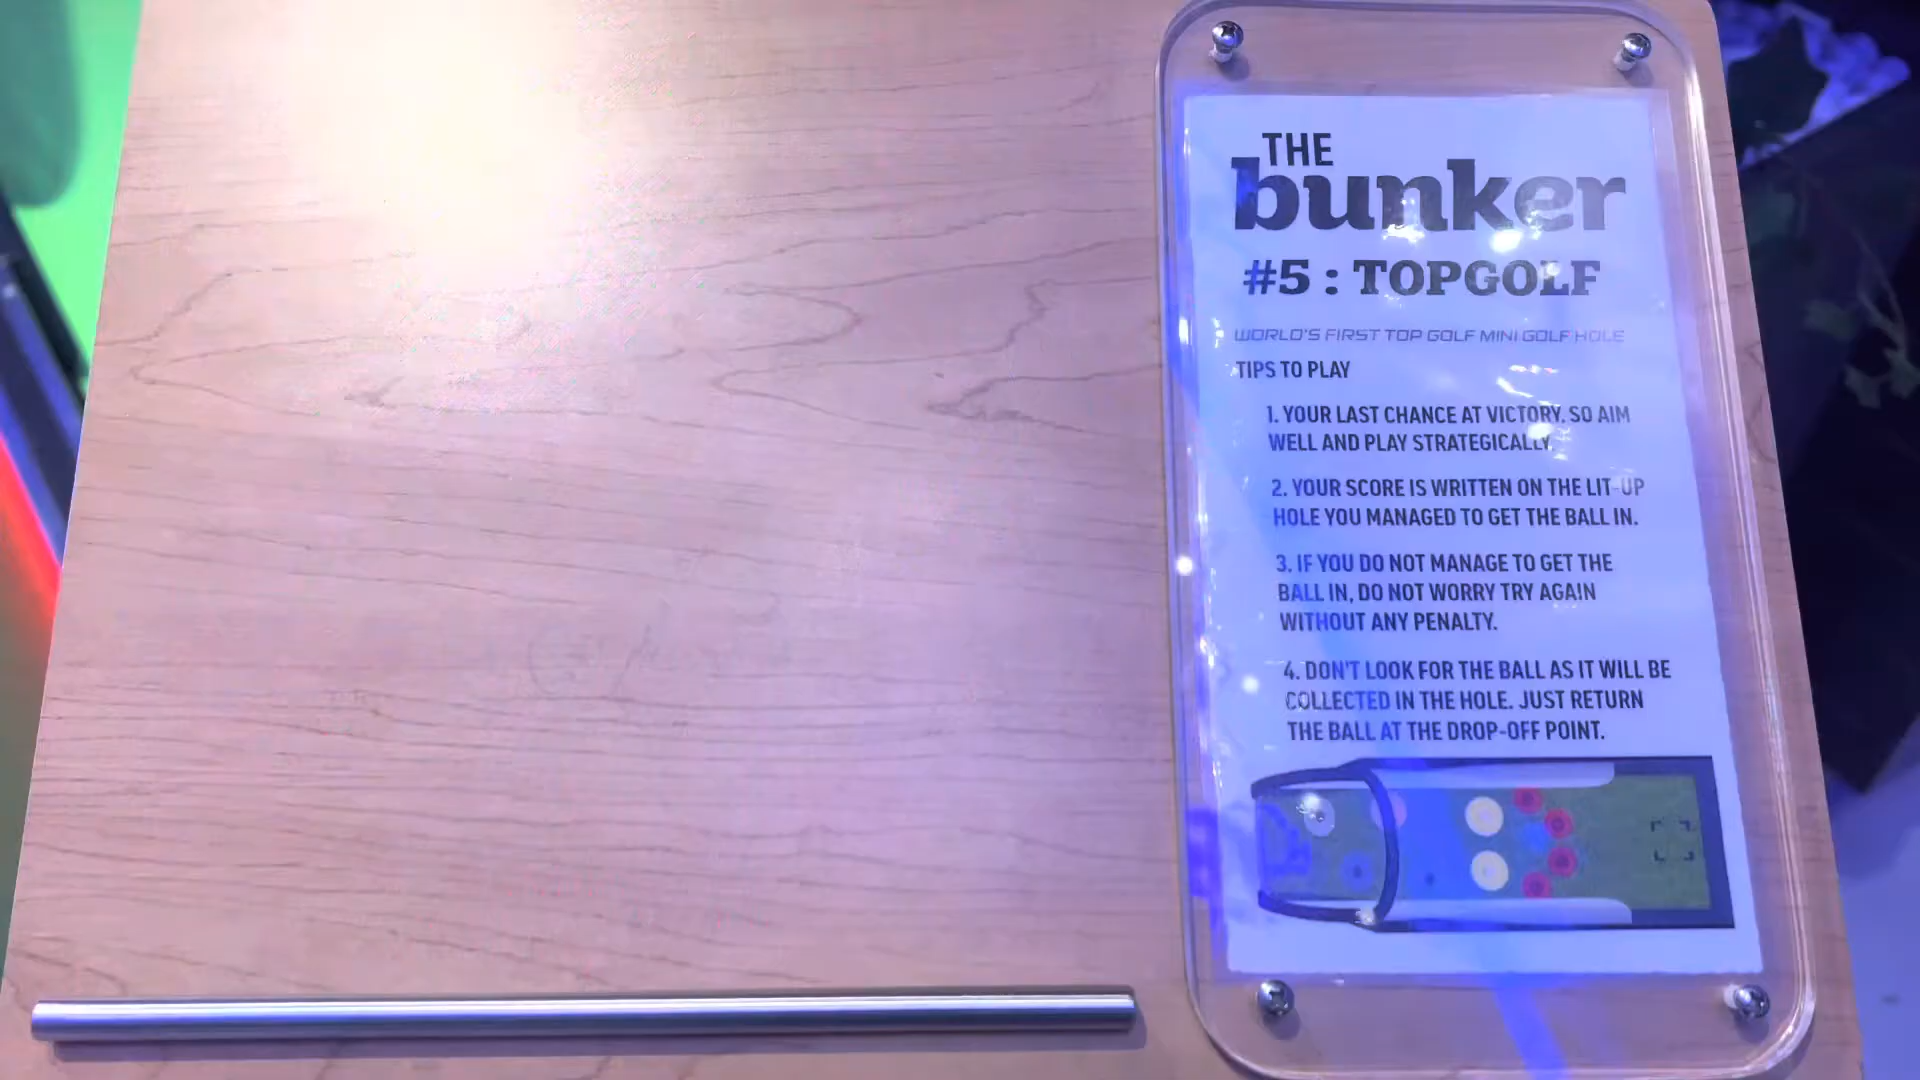 THE
bunker
#5 : TOPGOLF
WORLD'S FIRST TOP GOLF MINI GOLF HOLE
TIPS TO PLAY
1. YOUR LAST CHANCE AT VICTORY. SO AIM
WELL AND PLAY STRATEGICALLY.
2. YOUR SCORE IS WRITTEN ON THE LIT-UP
HOLE YOU MANAGED TO GET THE BALL IN.
3. IF YOU DO NOT MANAGE TO GET THE
BALL IN, DO NOT WORRY TRY AGAIN
WITHOUT ANY PENALTY.
4. DON'T LOOK FOR THE BALL AS IT WILL BE
COLLECTED IN THE HOLE. JUST RETURN
THE BALL AT THE DROP-OFF POINT.